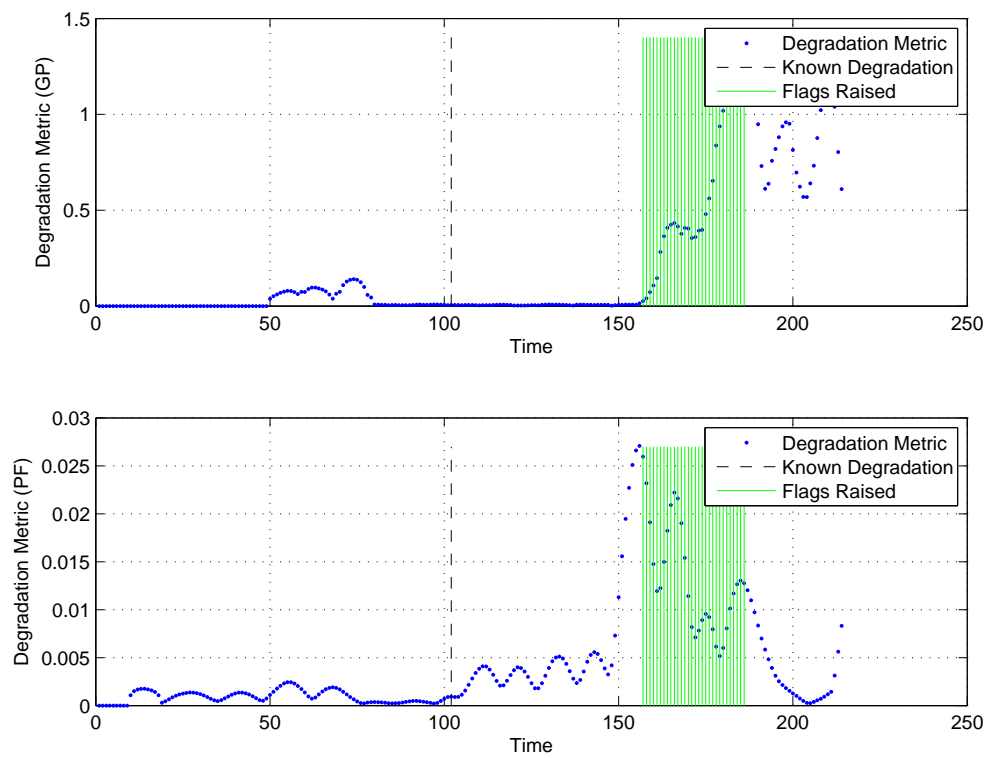 1.5
1
0.5
0
Degradation Metric (GP)
Degradation Metric
Known Degradation
Flags Raised
0 50 100 150 200 250
Time
0.03
0.025
0.02
0.015
0.01
0.005
0
Degradation Metric (PF)
Degradation Metric
Known Degradation
Flags Raised
0 50 100 150 200 250
Time